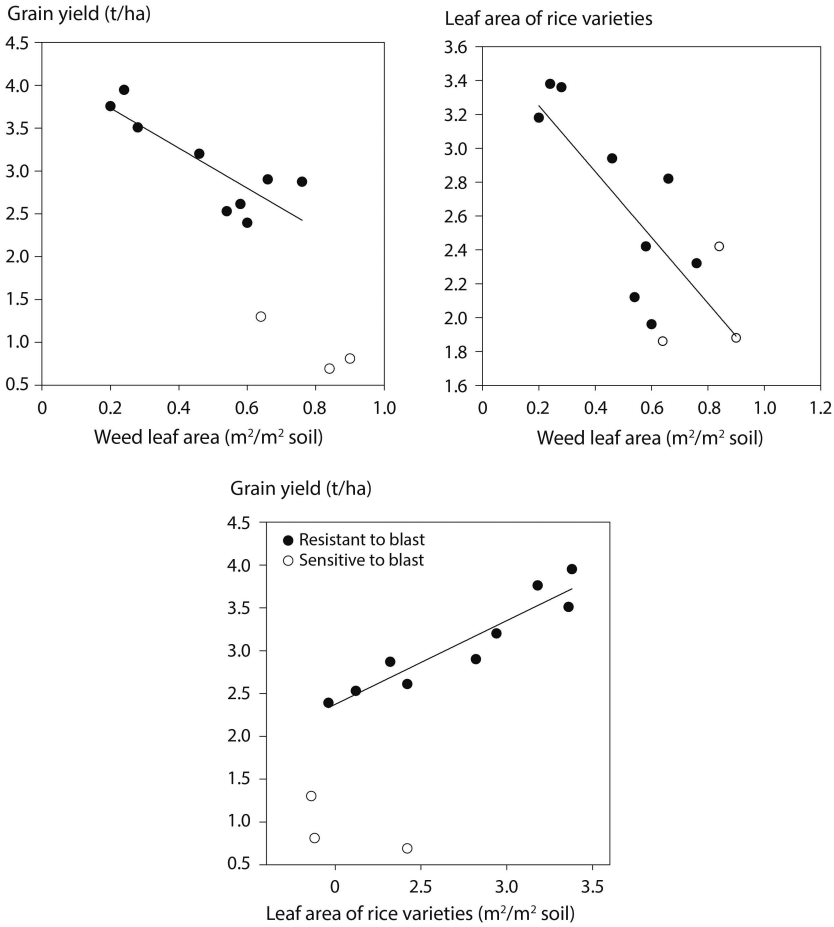 Grain yield (t/ha)
4.5
4.0
3.5
3.0
2.5
2.0
1.5
1.0
0.5
0 0.2 0.4 0.6 0.8 1.0
Weed leaf area (m²/m² soil)
Leaf area of rice varieties
3.6
3.4
3.2
3.0
2.8
2.6
2.4
2.2
2.0
1.8
1.6
0 0.2 0.4 0.6 0.8 1.0 1.2
Weed leaf area (m²/m² soil)
Grain yield (t/ha)
4.5
4.0
3.5
3.0
2.5
2.0
1.5
1.0
0.5
Resistant to blast
Sensitive to blast
0 2.5 3.0 3.5
Leaf area of rice varieties (m²/m² soil)